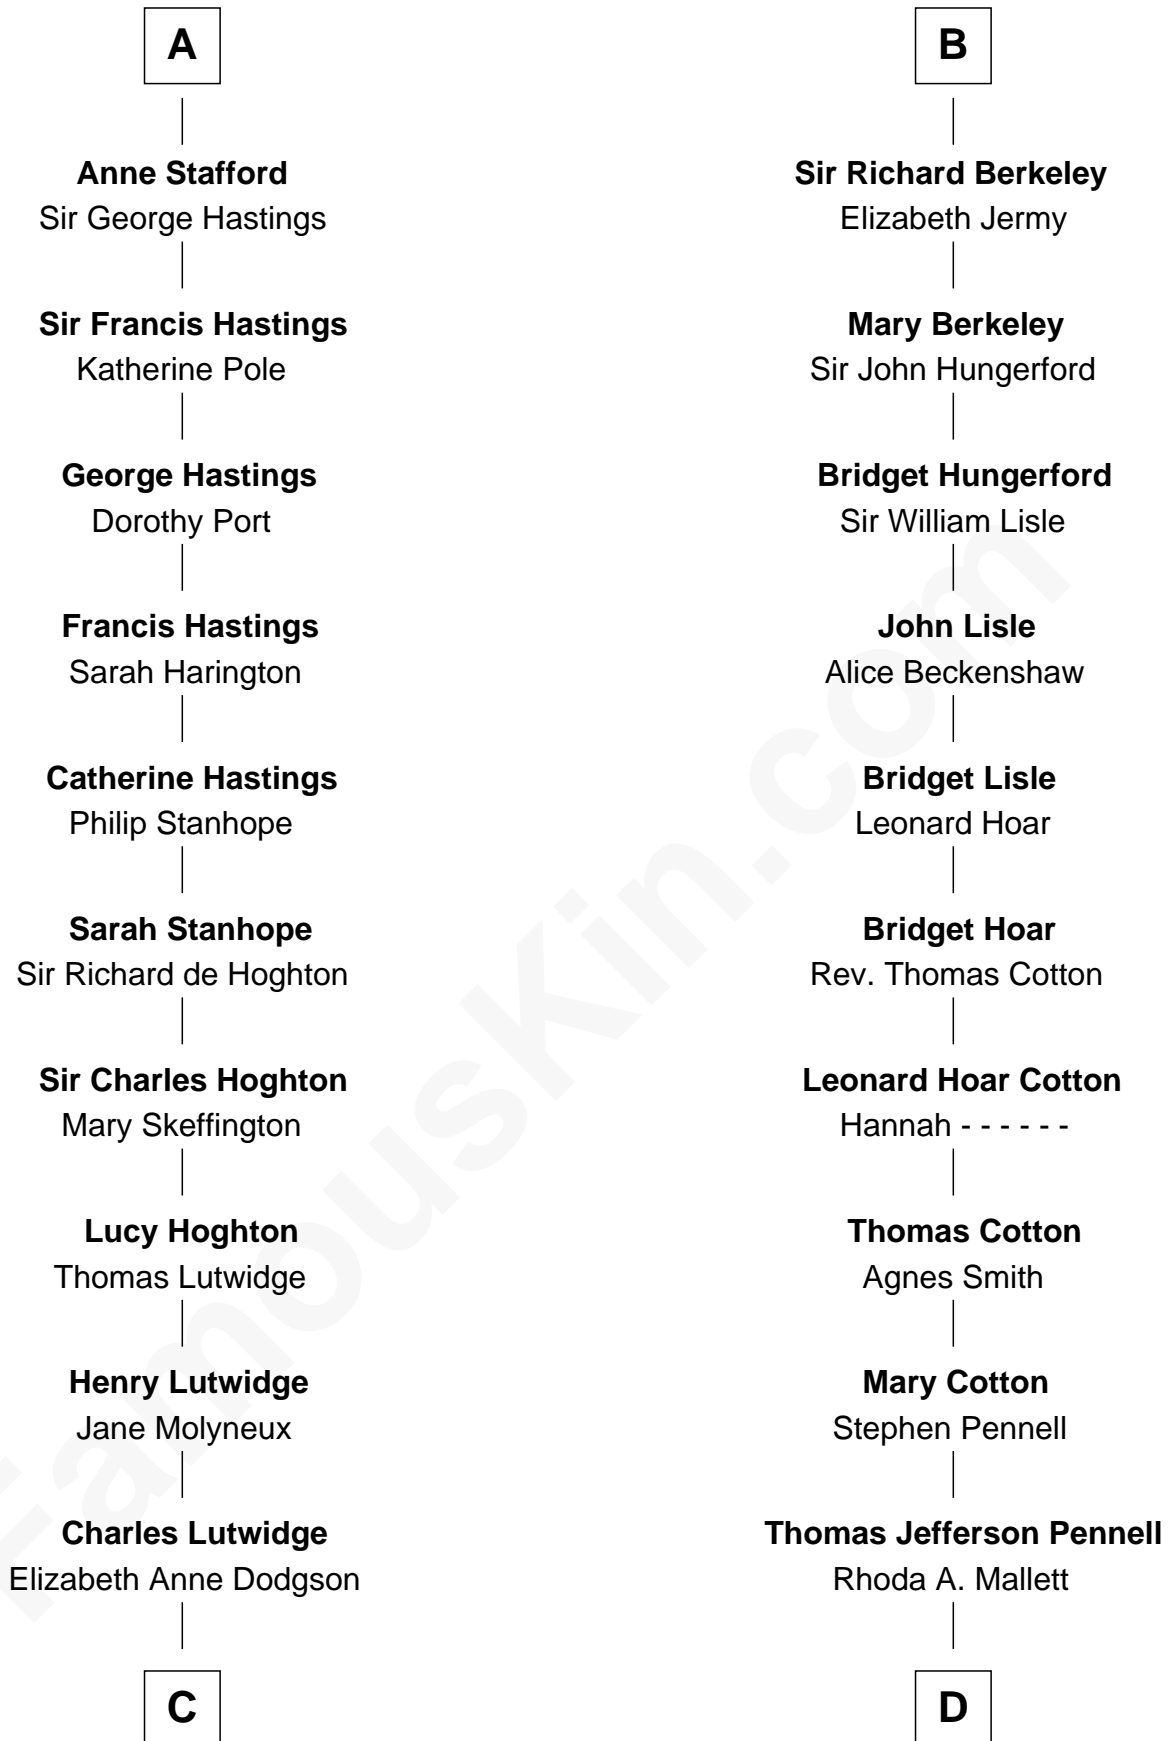 A
Anne Stafford
Sir George Hastings
Sir Francis Hastings
Katherine Pole
George Hastings
Dorothy Port
Francis Hastings
Sarah Harington
Catherine Hastings
Philip Stanhope
Sarah Stanhope
Sir Richard de Hoghton
Sir Charles Hoghton
Mary Skeffington
Lucy Hoghton
Thomas Lutwidge
Henry Lutwidge
Jane Molyneux
Charles Lutwidge
Elizabeth Anne Dodgson
C
B
Sir Richard Berkeley
Elizabeth Jermy
Mary Berkeley
Sir John Hungerford
Bridget Hungerford
Sir William Lisle
John Lisle
Alice Beckenshaw
Bridget Lisle
Leonard Hoar
Bridget Hoar
Rev. Thomas Cotton
Leonard Hoar Cotton
Hannah - - - - - -
Thomas Cotton
Agnes Smith
Mary Cotton
Stephen Pennell
Thomas Jefferson Pennell
Rhoda A. Mallett
D
FamousKin.com